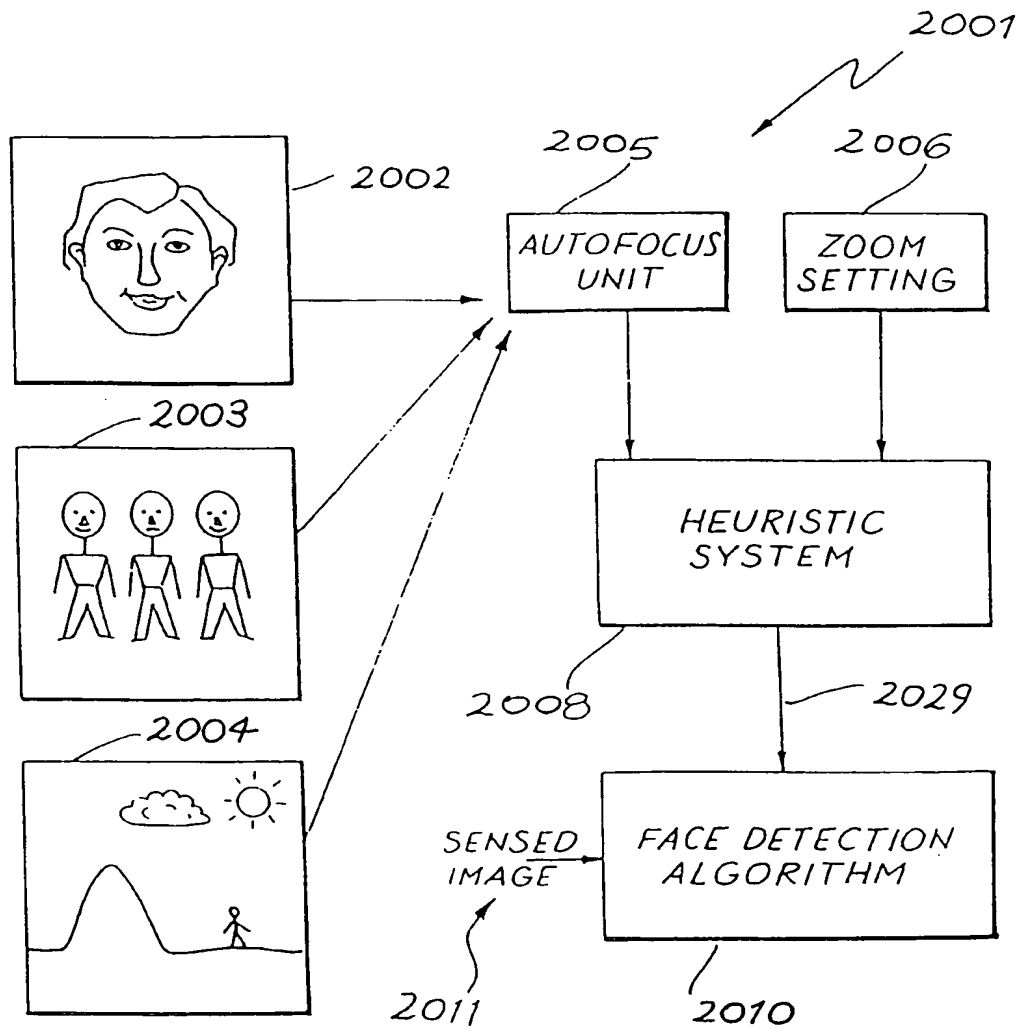 2001
2005
2006
2002
AUTOFOCUS
UNIT
ZOOM
SETTING
2003
HEURISTIC
SYSTEM
2008
2029
2004
SENSED
IMAGE
FACE DETECTION
ALGORITHM
2011
2010